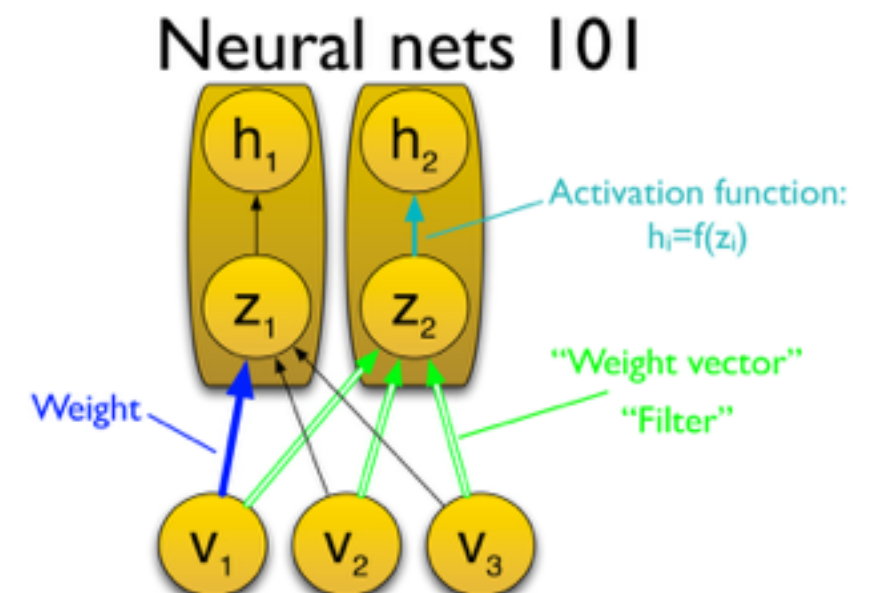 Neural nets 101
h₁ h₂
Activation function:
hᵢ=f(zᵢ)
z₁ z₂
“Weight vector”
Weight
“Filter”
v₁ v₂ v₃